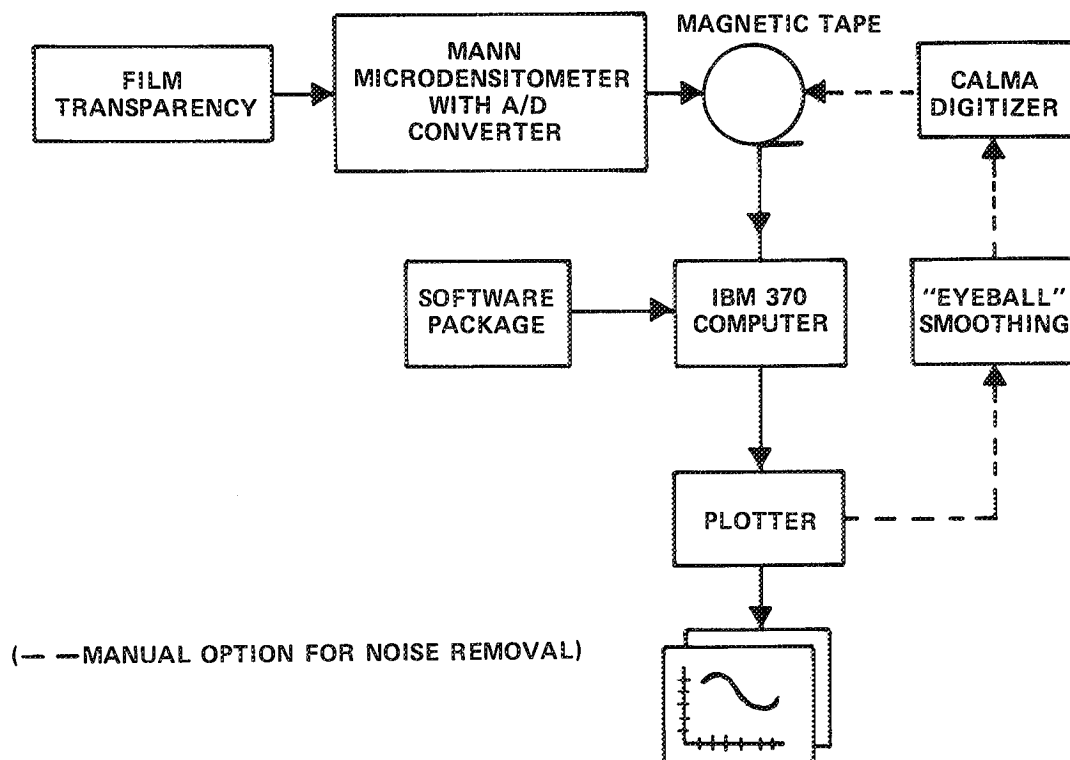 MAGNETIC TAPE
FILM
TRANSPARENCY
MANN
MICRODENSITOMETER
WITH A/D
CONVERTER
CALMA
DIGITIZER
SOFTWARE
PACKAGE
IBM 370
COMPUTER
"EYEBALL"
SMOOTHING
PLOTTER
(— —MANUAL OPTION FOR NOISE REMOVAL)